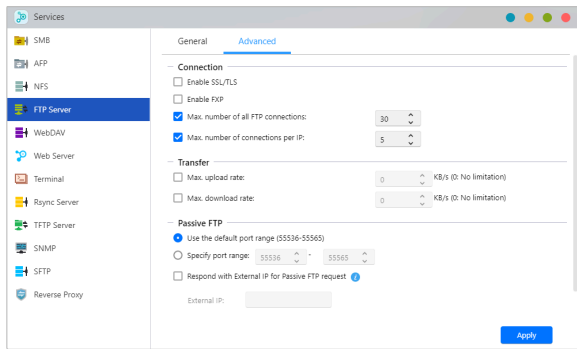 Services
SMB
AFP
NFS
FTP Server
WebDAV
Web Server
Terminal
Rsync Server
TFTP Server
SNMP
SFTP
Reverse Proxy
General Advanced
Connection
Enable SSL/TLS
Enable FXP
Max. number of all FTP connections: 30
Max. number of connections per IP: 5
Transfer
Max. upload rate: 0 KB/s (0: No limitation)
Max. download rate: 0 KB/s (0: No limitation)
Passive FTP
Use the default port range (55536-55565)
Specify port range: 55536 - 55565
Respond with External IP for Passive FTP request
External IP:
Apply